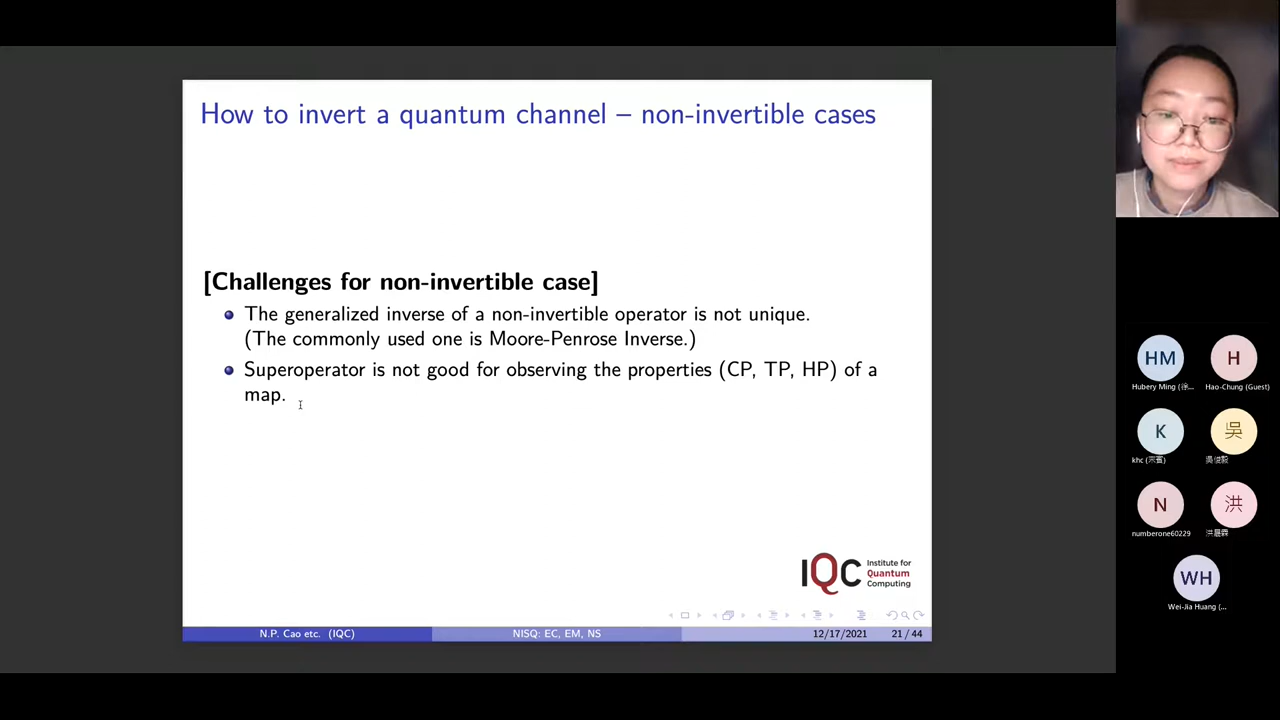 How to invert a quantum channel – non-invertible cases
[Challenges for non-invertible case]
The generalized inverse of a non-invertible operator is not unique.
(The commonly used one is Moore-Penrose Inverse.)
Superoperator is not good for observing the properties (CP, TP, HP) of a
map.
IQC
Institute for
Quantum
Computing
N.P. Cao etc. (IQC)
NISQ: EC, EM, NS
12/17/2021
21 / 44
HM
Hubery Ming (徐...
H
Hao-Chung (Guest)
K
khc
吳
N
numberone60229
洪
WH
Wei-Jia Huang (...